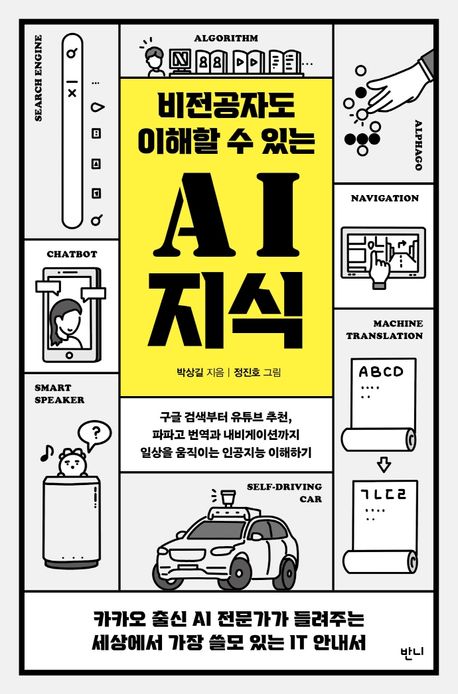 SEARCH ENGINE
ALGORITHM
N
ALPHAGO
비전공자도
이해할 수 있는
AI
지식
박상길 지음 | 정진호 그림
NAVIGATION
CHATBOT
MACHINE
TRANSLATION
ABCD
ㄱㄴㄷㄹ
SMART
SPEAKER
?
구글 검색부터 유튜브 추천,
파파고 번역과 내비게이션까지
일상을 움직이는 인공지능 이해하기
SELF-DRIVING
CAR
카카오 출신 AI 전문가가 들려주는
세상에서 가장 쓸모 있는 IT 안내서
반니